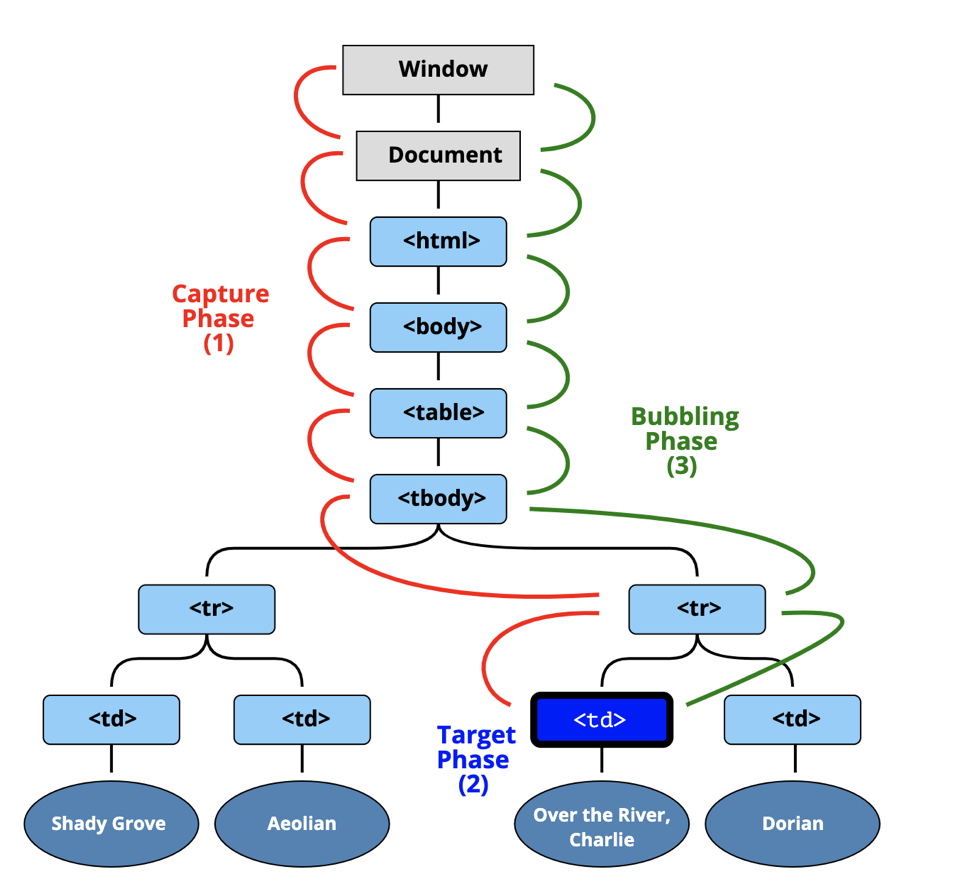 Window
Document
<html>
Capture
Phase
(1)
<body>
<table>
Bubbling
Phase
(3)
<tbody>
<tr>
<tr>
<td>
<td>
<td>
<td>
Target
Phase
(2)
Shady Grove
Aeolian
Over the River,
Charlie
Dorian